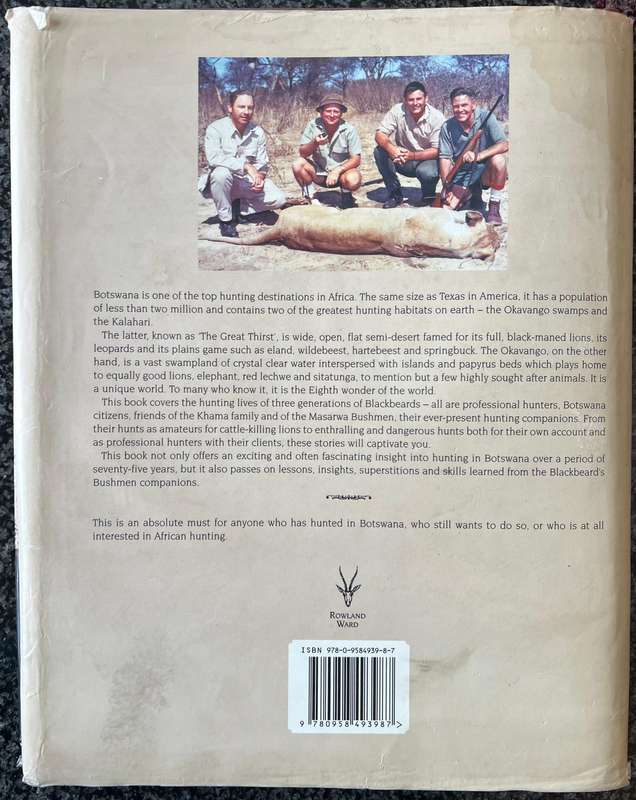 Botswana is one of the top hunting destinations in Africa. The same size as Texas in America, it has a population
of less than two million and contains two of the greatest hunting habitats on earth – the Okavango swamps and
the Kalahari.
The latter, known as 'The Great Thirst', is wide, open, flat semi-desert famed for its full, black-maned lions, its
leopards and its plains game such as eland, wildebeest, hartebeest and springbuck. The Okavango, on the other
hand, is a vast swampland of crystal clear water interspersed with islands and papyrus beds which plays home
to equally good lions, elephant, red lechwe and sitatunga, to mention but a few highly sought after animals. It is
a unique world. To many who know it, it is the Eighth wonder of the world.
This book covers the hunting lives of three generations of Blackbeards – all are professional hunters, Botswana
citizens, friends of the Khama family and of the Masarwa Bushmen, their ever-present hunting companions. From
their hunts as amateurs for cattle-killing lions to enthralling and dangerous hunts both for their own account and
as professional hunters with their clients, these stories will captivate you.
This book not only offers an exciting and often fascinating insight into hunting in Botswana over a period of
seventy-five years, but it also passes on lessons, insights, superstitions and skills learned from the Blackbeard's
Bushmen companions.
This is an absolute must for anyone who has hunted in Botswana, who still wants to do so, or who is at all
interested in African hunting.
ROWLAND
WARD
ISBN 978-0-9584939-8-7
9 780958 493987 >